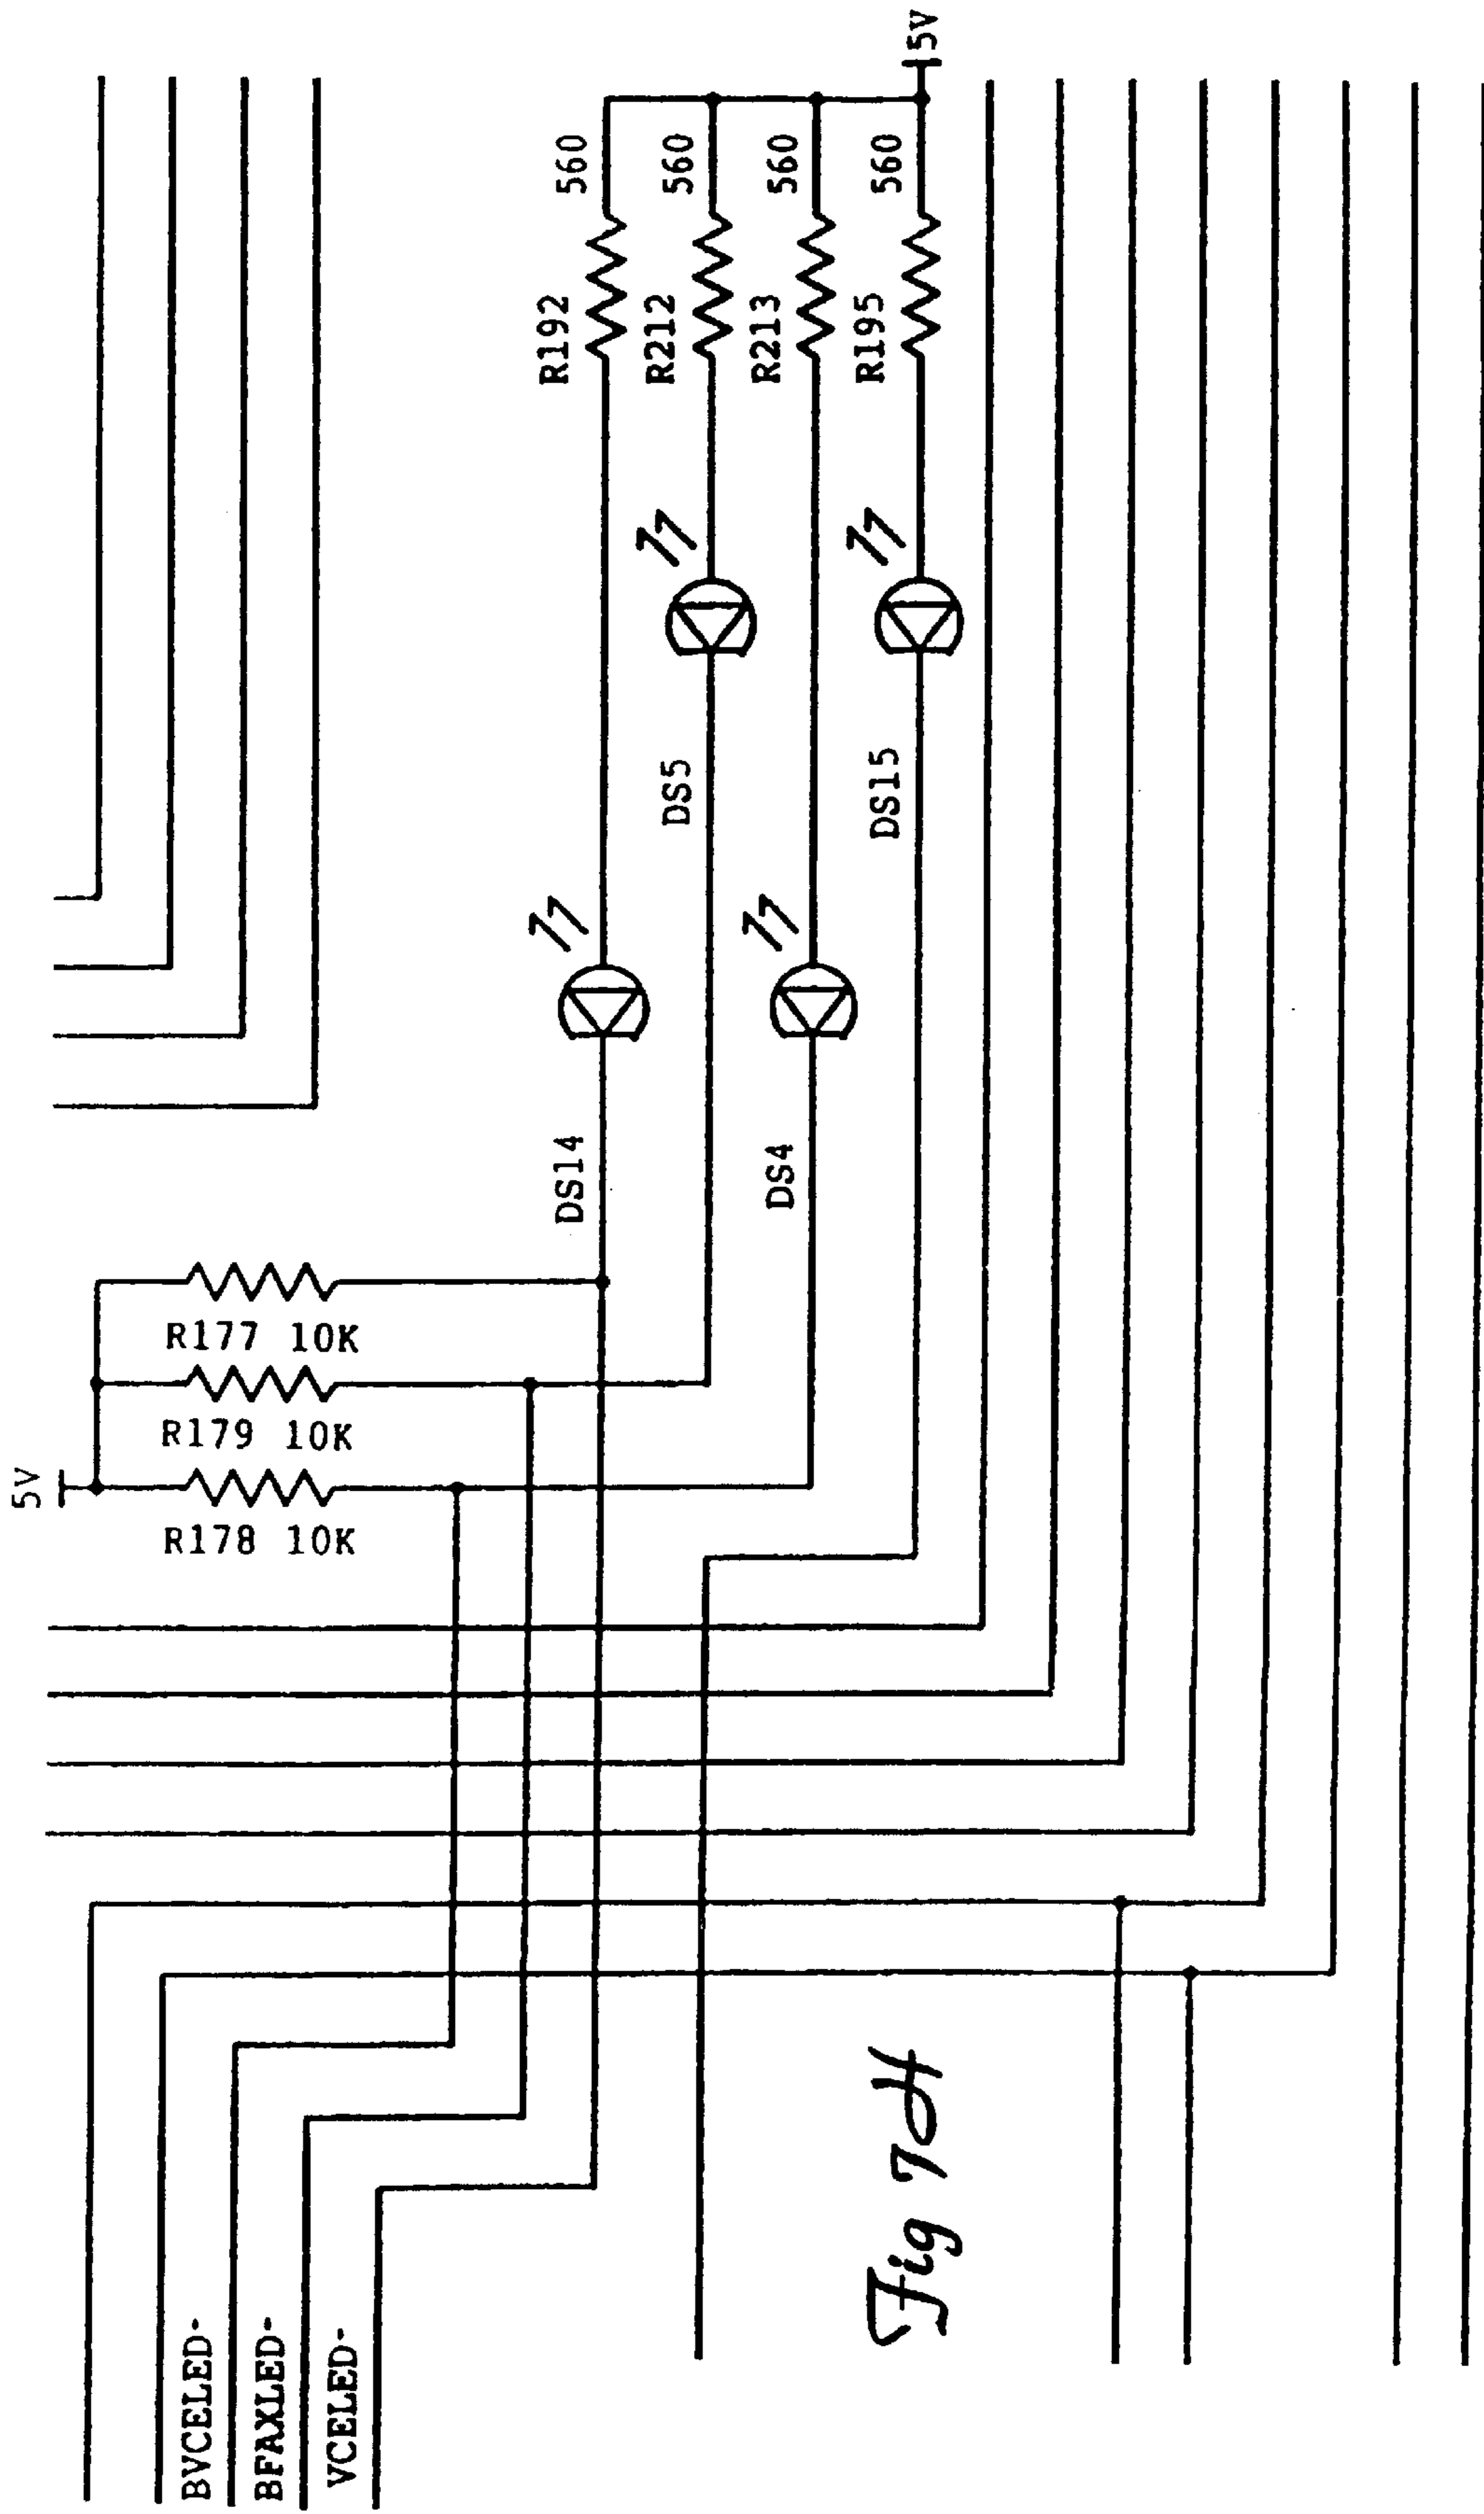 5V
560
560
560
560
R192
R212
R213
R195
DS5
DS15
DS14
DS4
R177 10K
R179 10K
5V
R178 10K
Fig 7H
BYCELED-
BFAXLED-
VCELED-